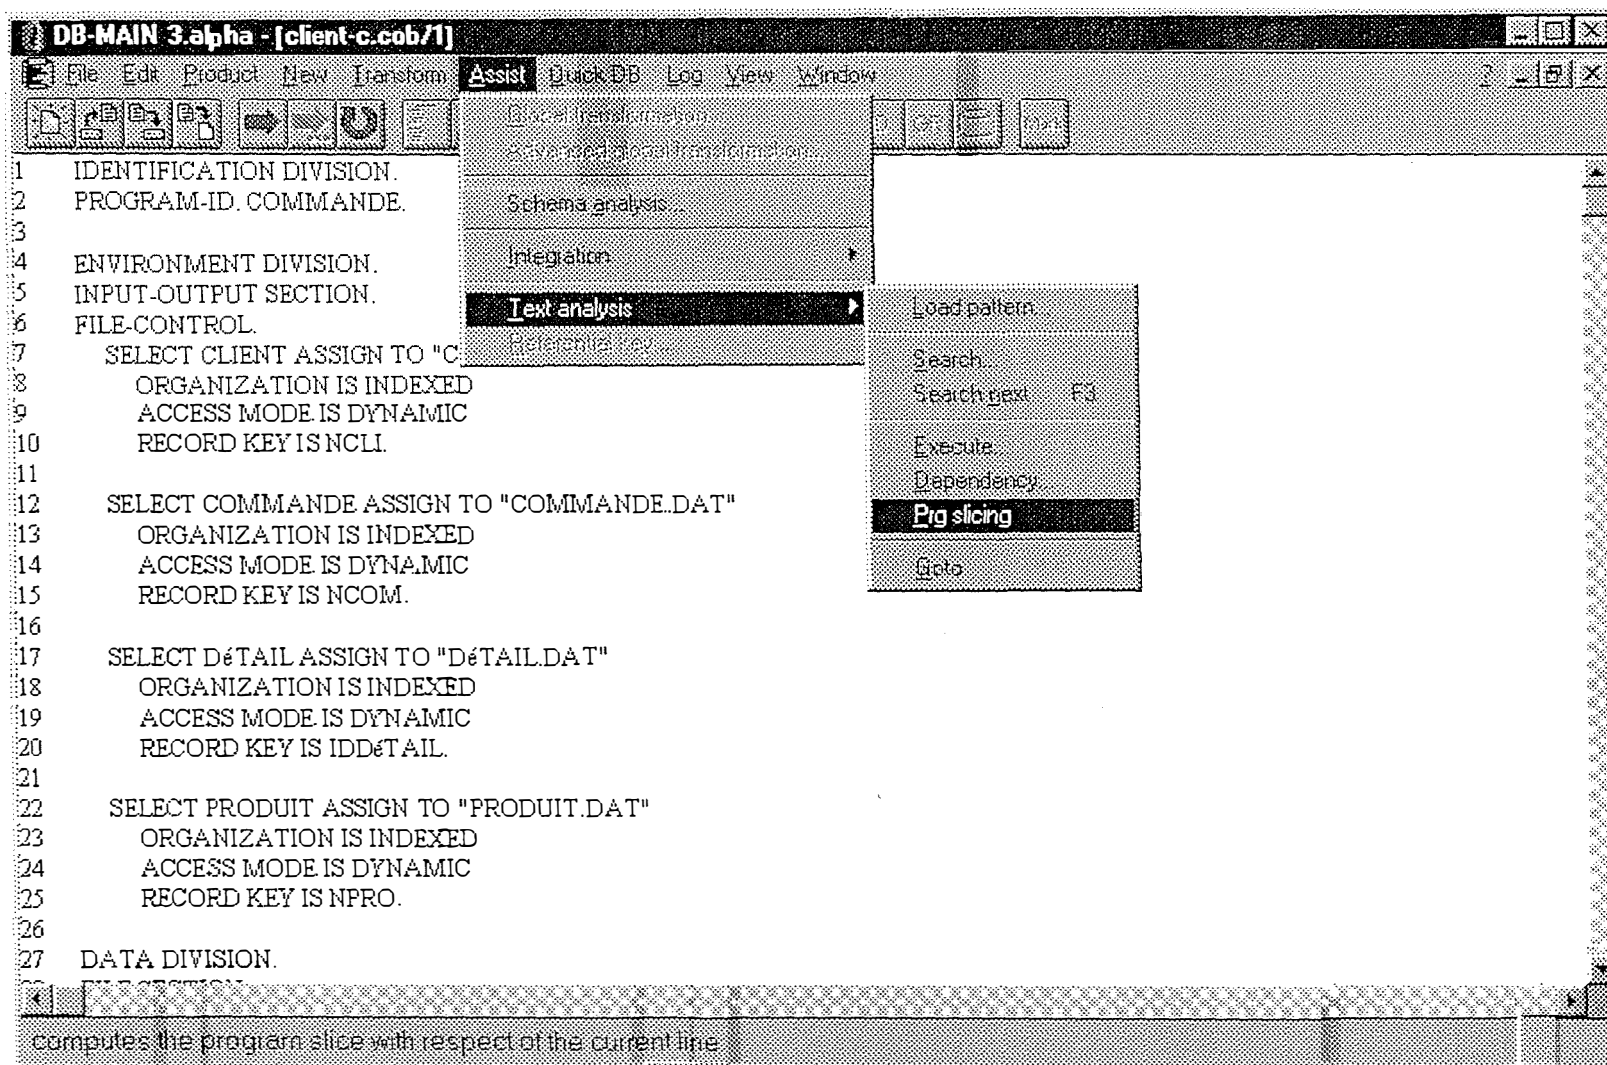 DB-MAIN 3.alpha - [client-c.cob/1]
File Edit Product New Transform Assist Quick DB Log View Window ?
Global transformation...
Advanced global transformation...
Schema analysis...
Integration
Text analysis
Referential key...
Load pattern
Search...
Search next F3
Execute...
Dependency...
Prg slicing
Goto
1 IDENTIFICATION DIVISION.
2 PROGRAM-ID. COMMANDE.
3
4 ENVIRONMENT DIVISION.
5 INPUT-OUTPUT SECTION.
6 FILE-CONTROL.
7 SELECT CLIENT ASSIGN TO "C
8 ORGANIZATION IS INDEXED
9 ACCESS MODE IS DYNAMIC
10 RECORD KEY IS NCLI.
11
12 SELECT COMMANDE ASSIGN TO "COMMANDE.DAT"
13 ORGANIZATION IS INDEXED
14 ACCESS MODE IS DYNAMIC
15 RECORD KEY IS NCOM.
16
17 SELECT DéTAIL ASSIGN TO "DéTAIL.DAT"
18 ORGANIZATION IS INDEXED
19 ACCESS MODE IS DYNAMIC
20 RECORD KEY IS IDDéTAIL.
21
22 SELECT PRODUIT ASSIGN TO "PRODUIT.DAT"
23 ORGANIZATION IS INDEXED
24 ACCESS MODE IS DYNAMIC
25 RECORD KEY IS NPRO.
26
27 DATA DIVISION.
computes the program slice with respect of the current line